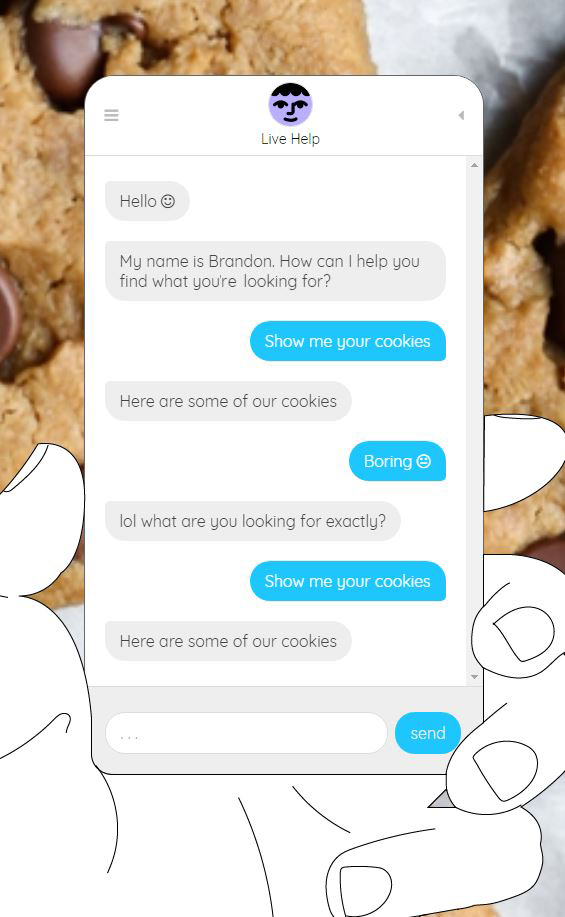 Live Help
Hello ☺
My name is Brandon. How can I help you
find what you're looking for?
Show me your cookies
Here are some of our cookies
Boring 😐
lol what are you looking for exactly?
Show me your cookies
Here are some of our cookies
...
send